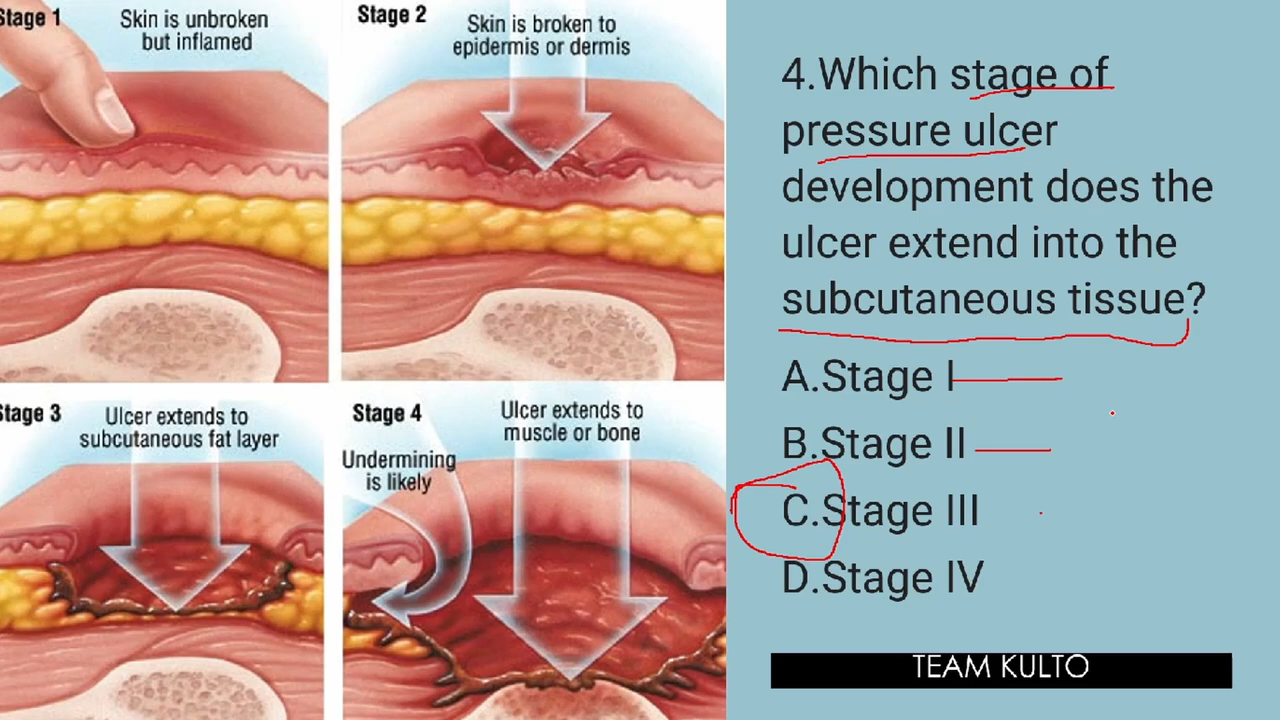 Stage 1
Skin is unbroken
but inflamed
Stage 2
Skin is broken to
epidermis or dermis
Stage 3
Ulcer extends to
subcutaneous fat layer
Stage 4
Ulcer extends to
muscle or bone
Undermining
is likely
4.Which stage of
pressure ulcer
development does the
ulcer extend into the
subcutaneous tissue?
A.Stage I
B.Stage II
C.Stage III
D.Stage IV
TEAM KULTO